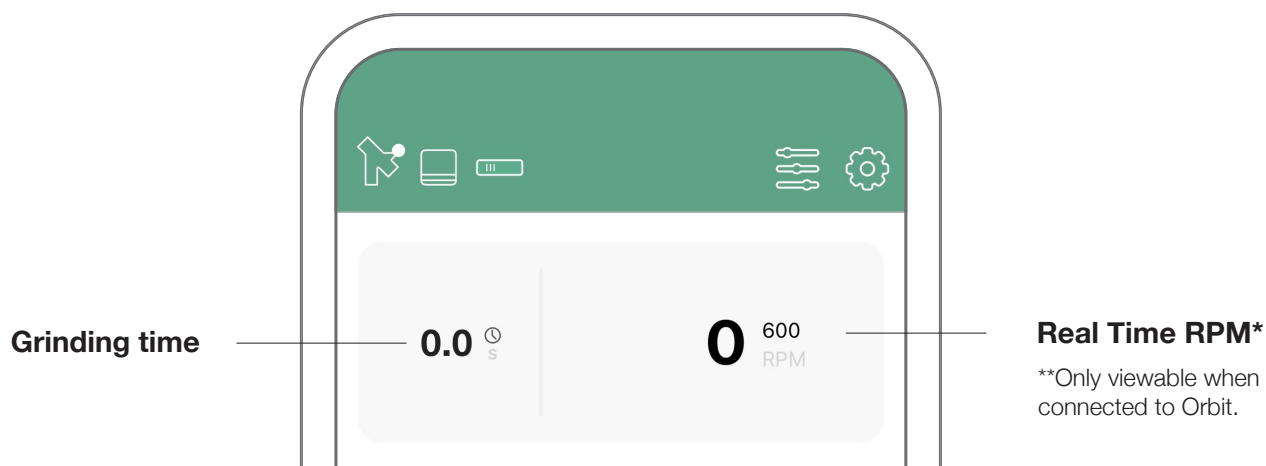 Grinding time
0.0 s
0 600
RPM
Real Time RPM*
**Only viewable when
connected to Orbit.